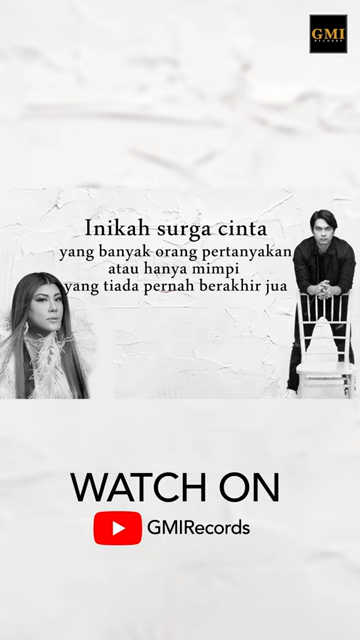 GMI
RECORDS
Inikah surga cinta
yang banyak orang pertanyakan
atau hanya mimpi
yang tiada pernah berakhir jua
WATCH ON
GMIRecords